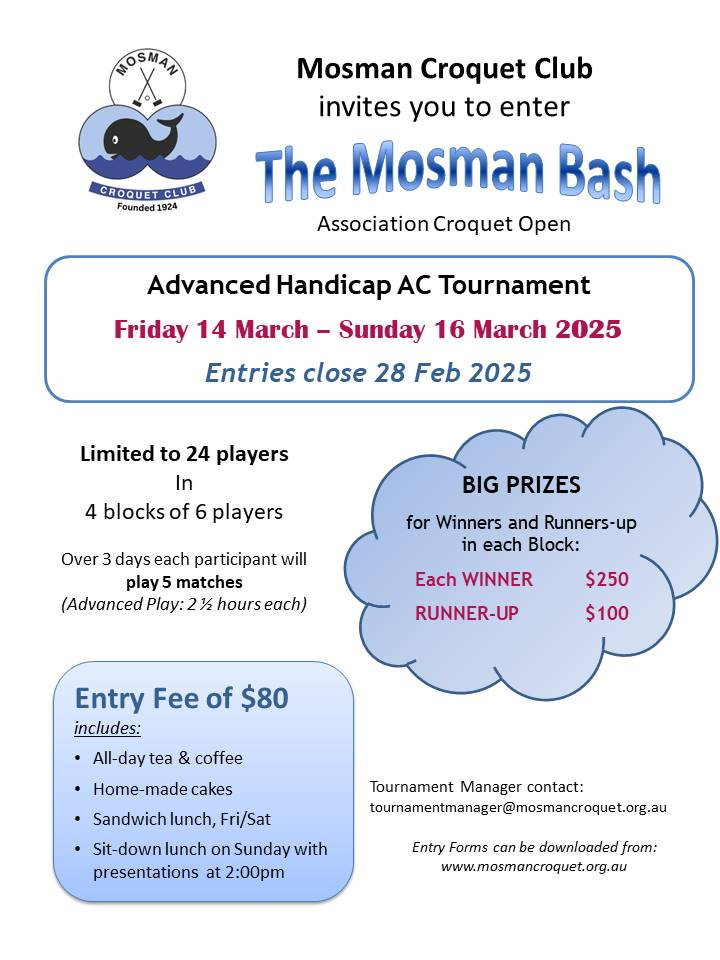 MOSMAN
CROQUET CLUB
Founded 1924
Mosman Croquet Club
invites you to enter
The Mosman Bash
Association Croquet Open
Advanced Handicap AC Tournament
Friday 14 March – Sunday 16 March 2025
Entries close 28 Feb 2025
Limited to 24 players
In
4 blocks of 6 players
Over 3 days each participant will
play 5 matches
(Advanced Play: 2 ½ hours each)
BIG PRIZES
for Winners and Runners-up
in each Block:
Each WINNER $250
RUNNER-UP $100
Entry Fee of $80
includes:
• All-day tea & coffee
• Home-made cakes
• Sandwich lunch, Fri/Sat
• Sit-down lunch on Sunday with
presentations at 2:00pm
Tournament Manager contact:
tournamentmanager@mosmancroquet.org.au
Entry Forms can be downloaded from:
www.mosmancroquet.org.au